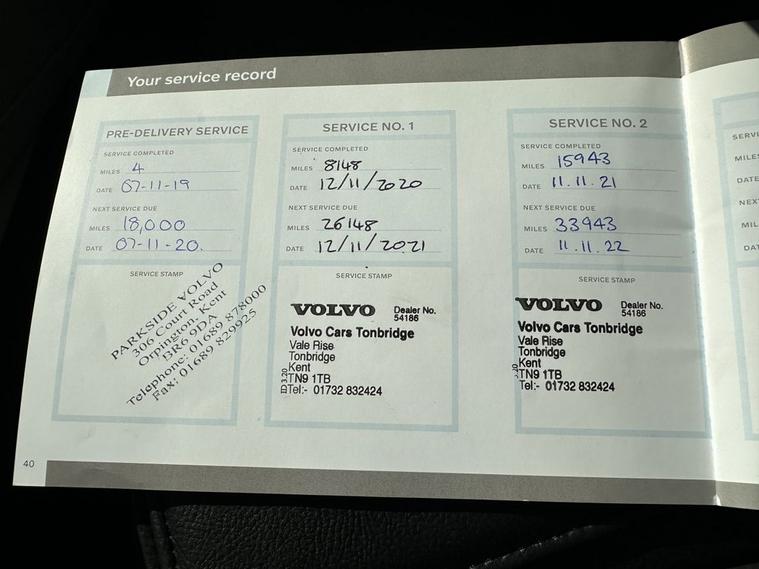 Your service record
PRE-DELIVERY SERVICE
SERVICE COMPLETED
MILES 4
DATE 07-11-19
NEXT SERVICE DUE
MILES 18,000
DATE 07-11-20.
SERVICE STAMP
PARKSIDE VOLVO
306 Court Road
Orpington, Kent
BR6 9DA
Telephone: 01689 878000
Fax: 01689 829925
SERVICE NO. 1
SERVICE COMPLETED
MILES 8148
DATE 12/11/2020
NEXT SERVICE DUE
MILES 26148
DATE 12/11/2021
SERVICE STAMP
VOLVO Dealer No.
54186
Volvo Cars Tonbridge
Vale Rise
Tonbridge
Kent
TN9 1TB
Tel:- 01732 832424
SERVICE NO. 2
SERVICE COMPLETED
MILES 15943
DATE 11.11.21
NEXT SERVICE DUE
MILES 33943
DATE 11.11.22
SERVICE STAMP
VOLVO Dealer No.
54186
Volvo Cars Tonbridge
Vale Rise
Tonbridge
Kent
TN9 1TB
Tel:- 01732 832424
40